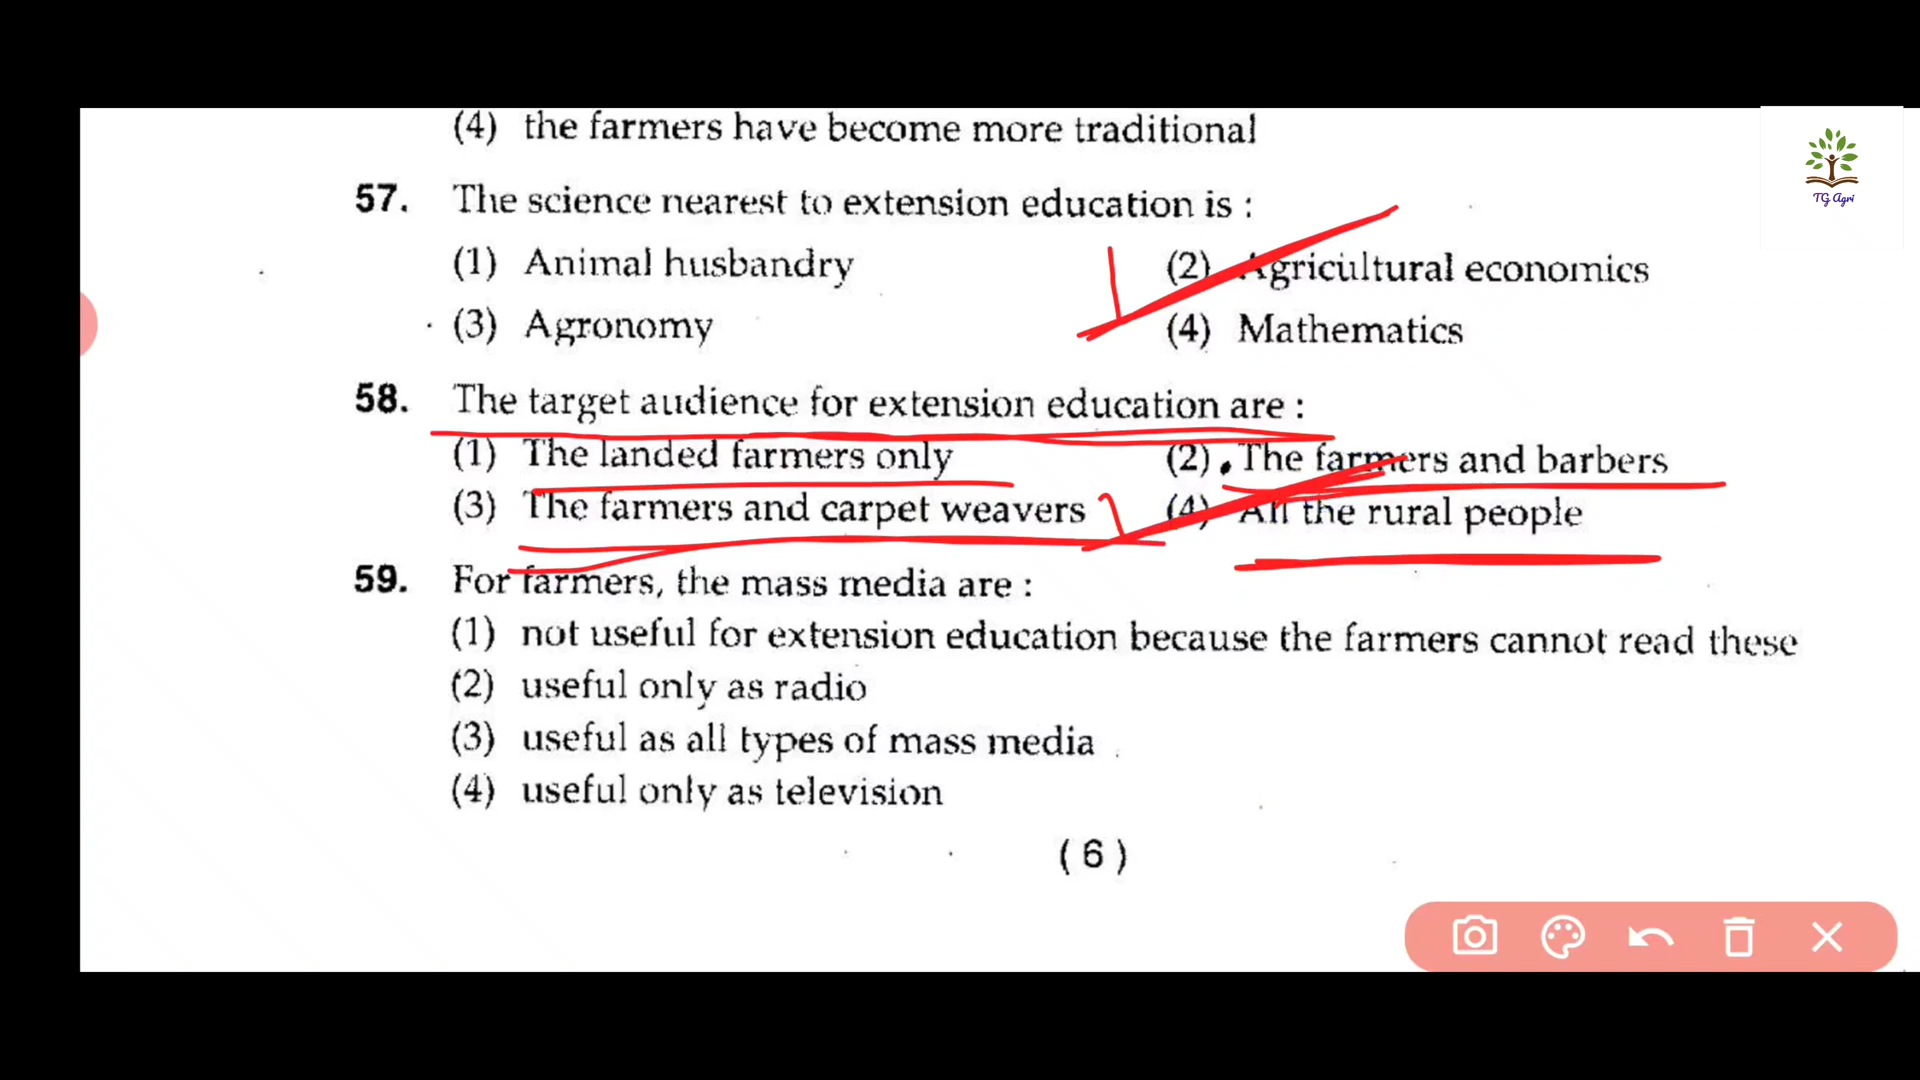 (4) the farmers have become more traditional
TG Agri
57. The science nearest to extension education is :
(1) Animal husbandry (2) Agricultural economics
(3) Agronomy (4) Mathematics
58. The target audience for extension education are :
(1) The landed farmers only (2) The farmers and barbers
(3) The farmers and carpet weavers (4) All the rural people
59. For farmers, the mass media are :
(1) not useful for extension education because the farmers cannot read these
(2) useful only as radio
(3) useful as all types of mass media
(4) useful only as television
( 6 )